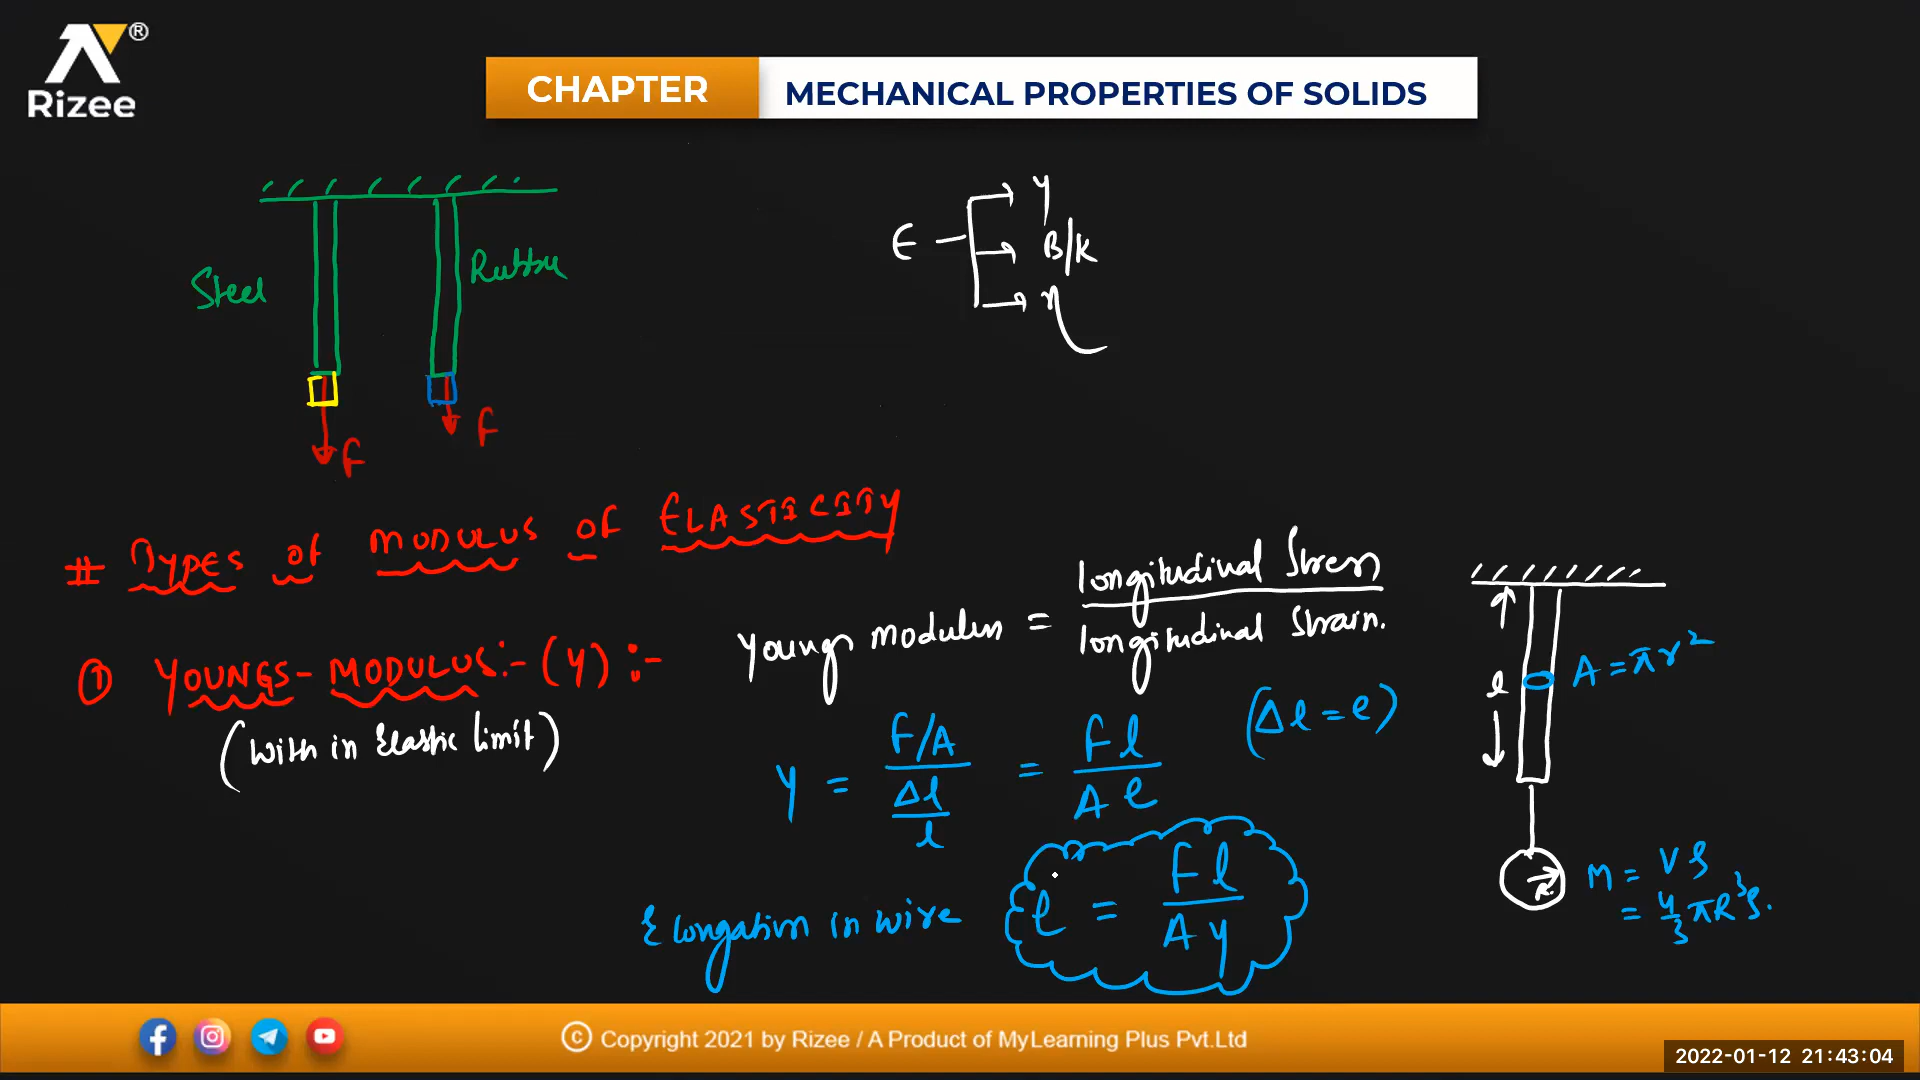 Rizee®
CHAPTER MECHANICAL PROPERTIES OF SOLIDS
Steel
F
F
E → Y
→ B/K
→ η
# TYPES of MODULUS of ELASTICITY
① YOUNGS-MODULUS:-(Y):-
(With in Elastic limit)
Youngs modulus = longitudinal Stress / longitudinal Strain.
Y = (F/A)/(Δl/l) = Fl/Ae
(Δl = e)
Elongation in wire e = Fl/AY
l
A = πr²
R
M = Vρ
= 4/3 πR³ρ.
© Copyright 2021 by Rizee / A Product of MyLearning Plus Pvt.Ltd
2022-01-12 21:43:04